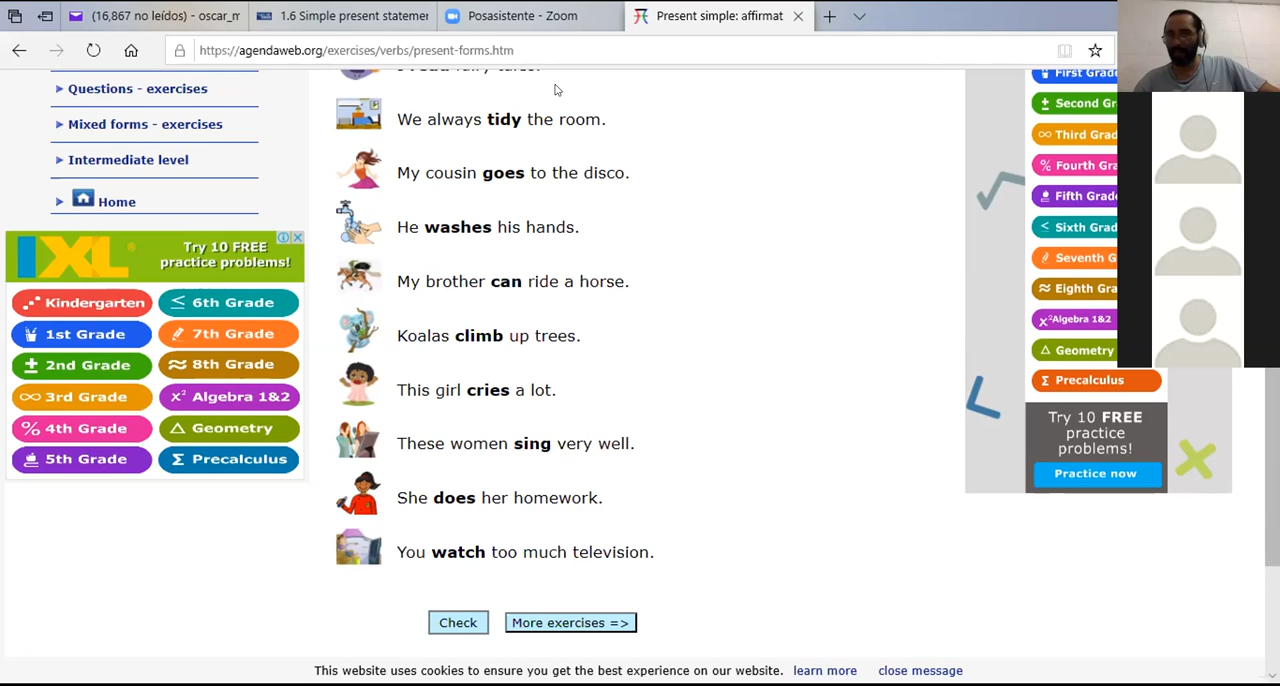 (16,867 no leídos) - oscar_m
1.6 Simple present statemer
Posasistente - Zoom
Present simple: affirmat
https://agendaweb.org/exercises/verbs/present-forms.htm
Questions - exercises
Mixed forms - exercises
Intermediate level
Home
IXL
Try 10 FREE
practice problems!
Kindergarten
6th Grade
1st Grade
7th Grade
2nd Grade
8th Grade
3rd Grade
Algebra 1&2
4th Grade
Geometry
5th Grade
Precalculus
We always tidy the room.
My cousin goes to the disco.
He washes his hands.
My brother can ride a horse.
Koalas climb up trees.
This girl cries a lot.
These women sing very well.
She does her homework.
You watch too much television.
Check
More exercises =>
First Grade
Second Gr
Third Grad
Fourth Gra
Fifth Grade
Sixth Grad
Seventh G
Eighth Gra
Algebra 1&2
Geometry
Precalculus
Try 10 FREE
practice
problems!
Practice now
This website uses cookies to ensure you get the best experience on our website. learn more close message